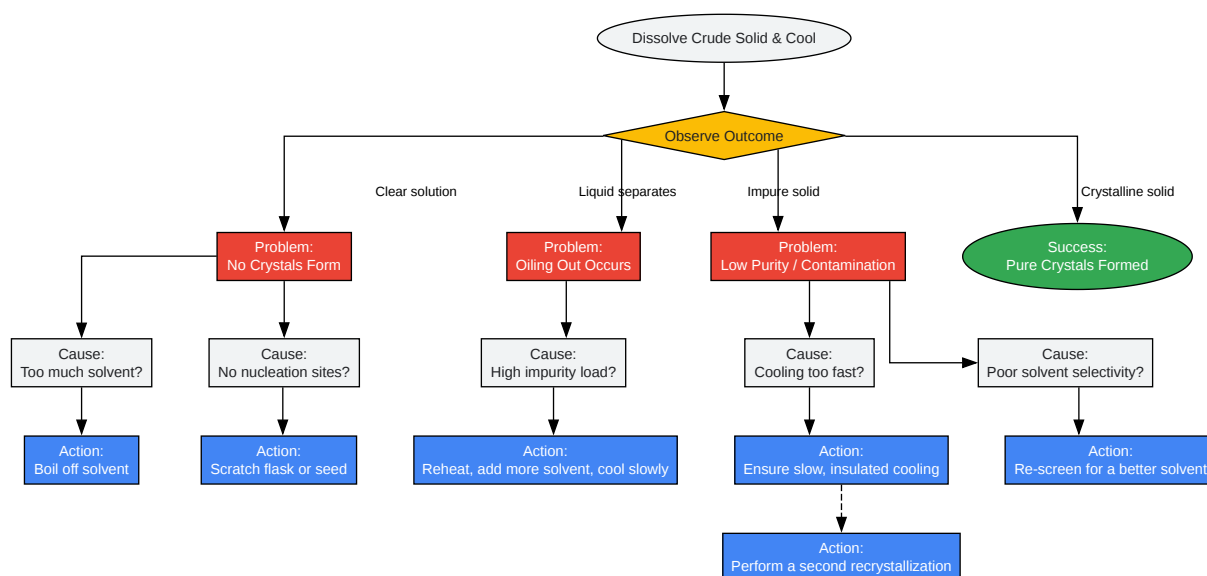 Dissolve Crude Solid & Cool
Observe Outcome
Clear solution
Liquid separates
Impure solid
Crystalline solid
Problem:
No Crystals Form
Problem:
Oiling Out Occurs
Problem:
Low Purity / Contamination
Success:
Pure Crystals Formed
Cause:
Too much solvent?
Cause:
No nucleation sites?
Cause:
High impurity load?
Cause:
Cooling too fast?
Cause:
Poor solvent selectivity?
Action:
Boil off solvent
Action:
Scratch flask or seed
Action:
Reheat, add more solvent, cool slowly
Action:
Ensure slow, insulated cooling
Action:
Re-screen for a better solvent
Action:
Perform a second recrystallization